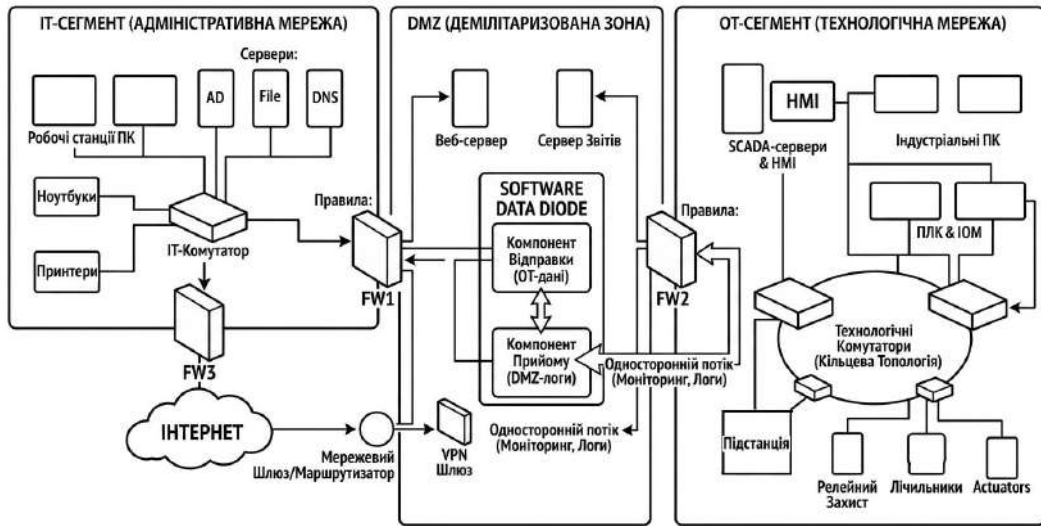 ІТ-СЕГМЕНТ (АДМІНІСТРАТИВНА МЕРЕЖА)
Сервери:
AD
File
DNS
Робочі станції ПК
Ноутбуки
Принтери
ІТ-Комутатор
FW3
ІНТЕРНЕТ
Мережевий
Шлюз/Маршрутизатор
DMZ (ДЕМІЛІТАРИЗОВАНА ЗОНА)
Веб-сервер
Сервер Звітів
Правила:
FW1
SOFTWARE
DATA DIODE
Компонент
Відправки
(ОТ-дані)
Компонент
Прийому
(DMZ-логи)
Правила:
FW2
Односторонній потік
(Моніторинг, Логи)
Односторонній потік
(Моніторинг, Логи)
VPN
Шлюз
ОТ-СЕГМЕНТ (ТЕХНОЛОГІЧНА МЕРЕЖА)
HMI
SCADA-сервери
& HMI
Індустріальні ПК
ПЛК & IOM
Технологічні
Комутатори
(Кільцева Топологія)
Підстанція
Релейний
Захист
Лічильники
Actuators